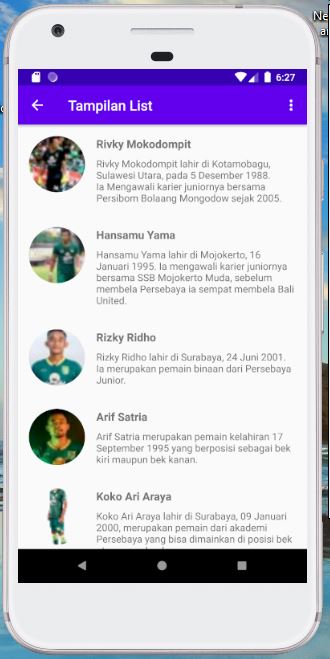 Ne
6:27
Tampilan List
Rivky Mokodompit
Rivky Mokodompit lahir di Kotamobagu,
Sulawesi Utara, pada 5 Desember 1988.
Ia Mengawali karier juniornya bersama
Persibom Bolaang Mongodow sejak 2005.
Hansamu Yama
Hansamu Yama lahir di Mojokerto, 16
Januari 1995. Ia mengawali karier juniornya
bersama SSB Mojokerto Muda, sebelum
membela Persebaya ia sempat membela Bali
United.
Rizky Ridho
Rizky Ridho lahir di Surabaya, 24 Juni 2001.
Ia merupakan pemain binaan dari Persebaya
Junior.
Arif Satria
Arif Satria merupakan pemain kelahiran 17
September 1995 yang berposisi sebagai bek
kiri maupun bek kanan.
Koko Ari Araya
Koko Ari Araya lahir di Surabaya, 09 Januari
2000, merupakan pemain dari akademi
Persebaya yang bisa dimainkan di posisi bek